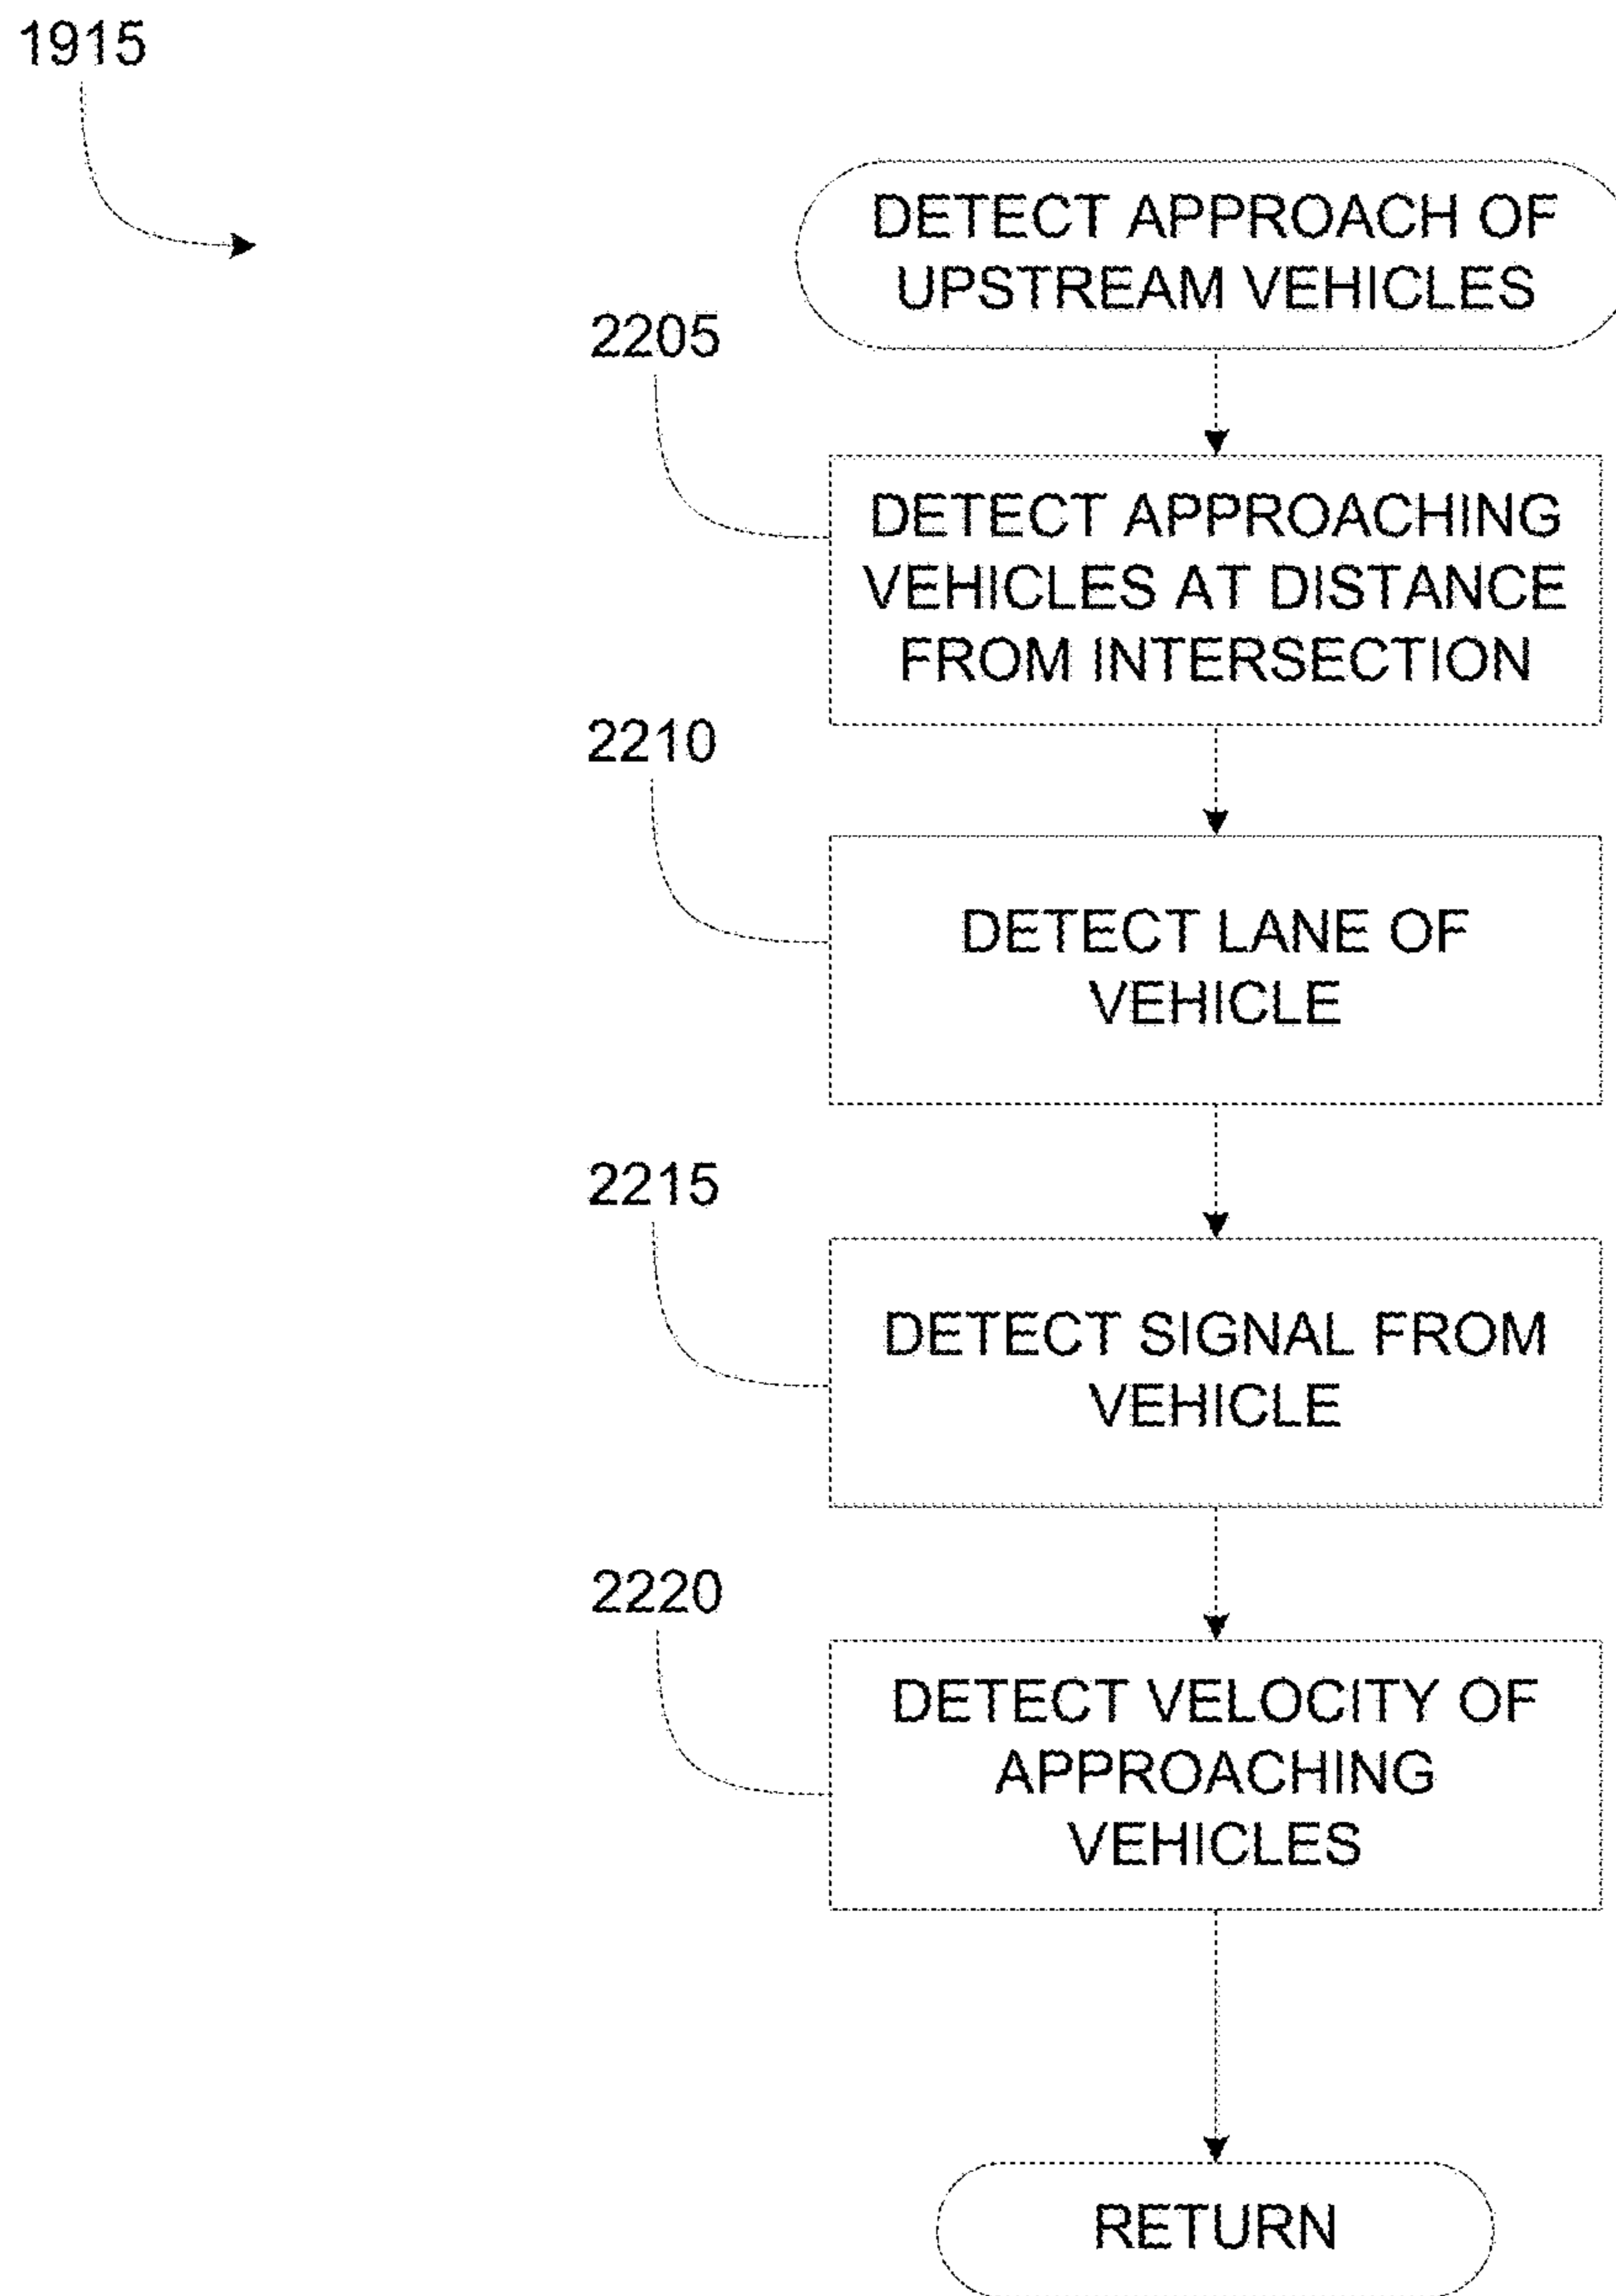 1915
DETECT APPROACH OF
UPSTREAM VEHICLES
2205
DETECT APPROACHING
VEHICLES AT DISTANCE
FROM INTERSECTION
2210
DETECT LANE OF
VEHICLE
2215
DETECT SIGNAL FROM
VEHICLE
2220
DETECT VELOCITY OF
APPROACHING
VEHICLES
RETURN